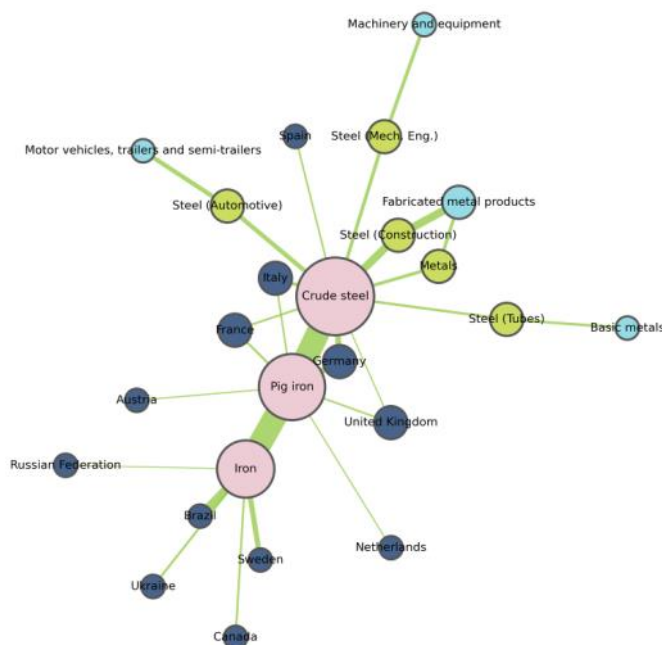 Machinery and equipment
Spain
Steel (Mech. Eng.)
Motor vehicles, trailers and semi-trailers
Steel (Automotive)
Fabricated metal products
Steel (Construction)
Metals
Italy
Crude steel
France
Steel (Tubes)
Basic metals
Germany
Pig iron
Austria
United Kingdom
Russian Federation
Iron
Brazil
Netherlands
Sweden
Ukraine
Canada